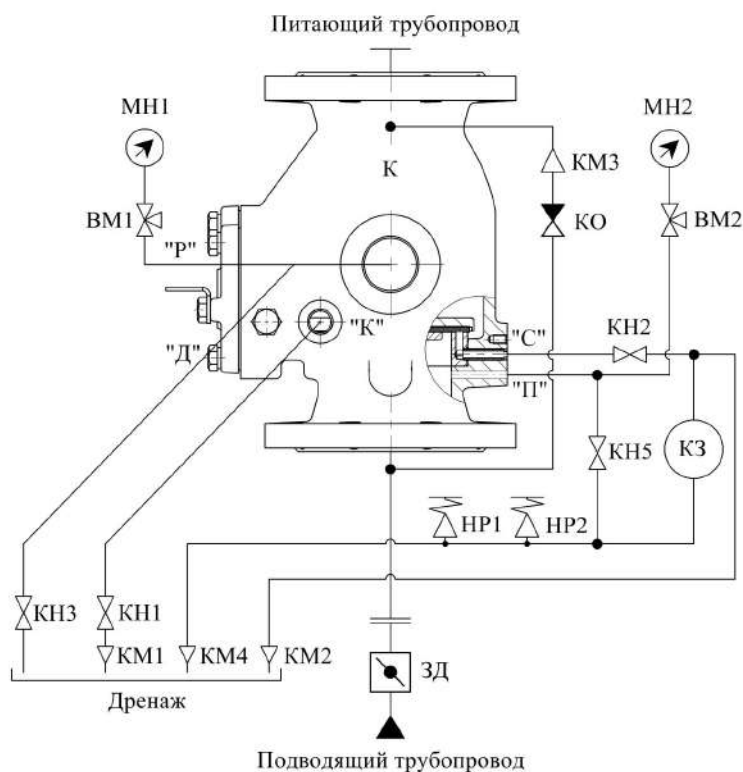 Питающий трубопровод
МН1
МН2
К
КМ3
ВМ1
КО
ВМ2
"Р"
"К"
"С"
КН2
"Д"
"П"
КН5
КЗ
НР1
НР2
КН3
КН1
КМ1
КМ4
КМ2
ЗД
Дренаж
Подводящий трубопровод